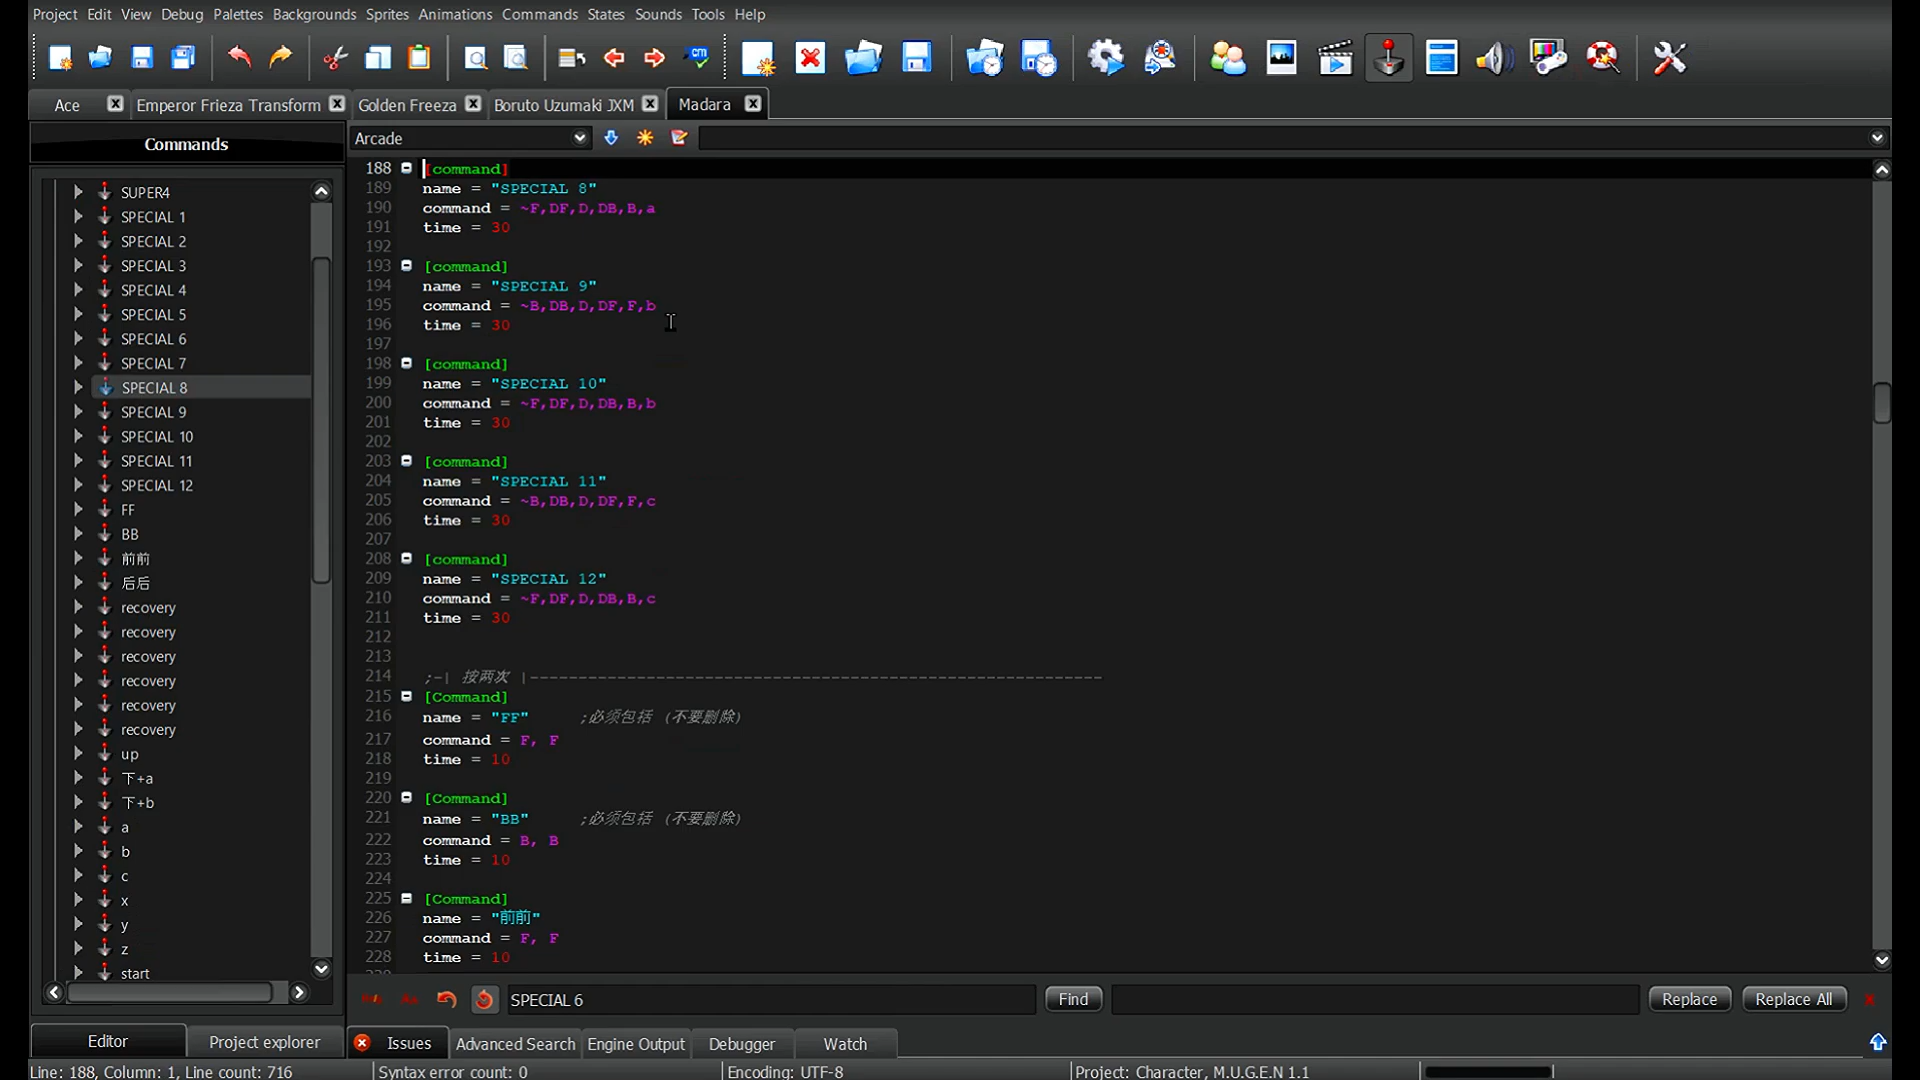 Project Edit View Debug Palettes Backgrounds Sprites Animations Commands States Sounds Tools Help
Ace Emperor Frieza Transform Golden Freeza Boruto Uzumaki JXM Madara
Commands
Arcade
SUPER4
SPECIAL 1
SPECIAL 2
SPECIAL 3
SPECIAL 4
SPECIAL 5
SPECIAL 6
SPECIAL 7
SPECIAL 8
SPECIAL 9
SPECIAL 10
SPECIAL 11
SPECIAL 12
FF
BB
前前
后后
recovery
recovery
recovery
recovery
recovery
recovery
up
下+a
下+b
a
b
c
x
y
z
start
188 [command]
189 name = "SPECIAL 8"
190 command = ~F,DF,D,DB,B,a
191 time = 30
192
193 [command]
194 name = "SPECIAL 9"
195 command = ~B,DB,D,DF,F,b
196 time = 30
197
198 [command]
199 name = "SPECIAL 10"
200 command = ~F,DF,D,DB,B,b
201 time = 30
202
203 [command]
204 name = "SPECIAL 11"
205 command = ~B,DB,D,DF,F,c
206 time = 30
207
208 [command]
209 name = "SPECIAL 12"
210 command = ~F,DF,D,DB,B,c
211 time = 30
212
213
214 ;-| 按两次 |-----------------------------------------------------------
215 [Command]
216 name = "FF" ;必须包括 (不要删除)
217 command = F, F
218 time = 10
219
220 [Command]
221 name = "BB" ;必须包括 (不要删除)
222 command = B, B
223 time = 10
224
225 [Command]
226 name = "前前"
227 command = F, F
228 time = 10
SPECIAL 6 Find Replace Replace All
Editor Project explorer Issues Advanced Search Engine Output Debugger Watch
Line: 188, Column: 1, Line count: 716 Syntax error count: 0 Encoding: UTF-8 Project: Character, M.U.G.E.N 1.1